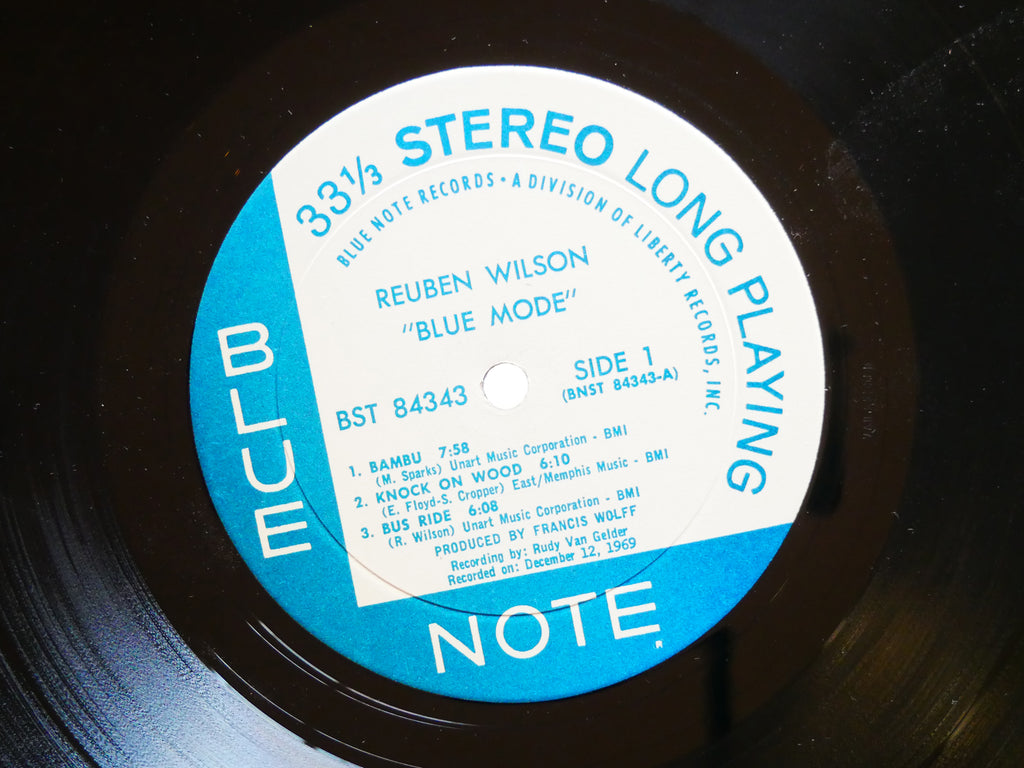 33⅓ STEREO LONG PLAYING
BLUE NOTE RECORDS • A DIVISION OF LIBERTY RECORDS, INC.
REUBEN WILSON
"BLUE MODE"
BST 84343
SIDE 1
(BNST 84343-A)
1. BAMBU 7:58
(M. Sparks) Unart Music Corporation - BMI
2. KNOCK ON WOOD 6:10
(E. Floyd-S. Cropper) East/Memphis Music - BMI
3. BUS RIDE 6:08
(R. Wilson) Unart Music Corporation - BMI
PRODUCED BY FRANCIS WOLFF
Recording by: Rudy Van Gelder
Recorded on: December 12, 1969
BLUE
NOTE